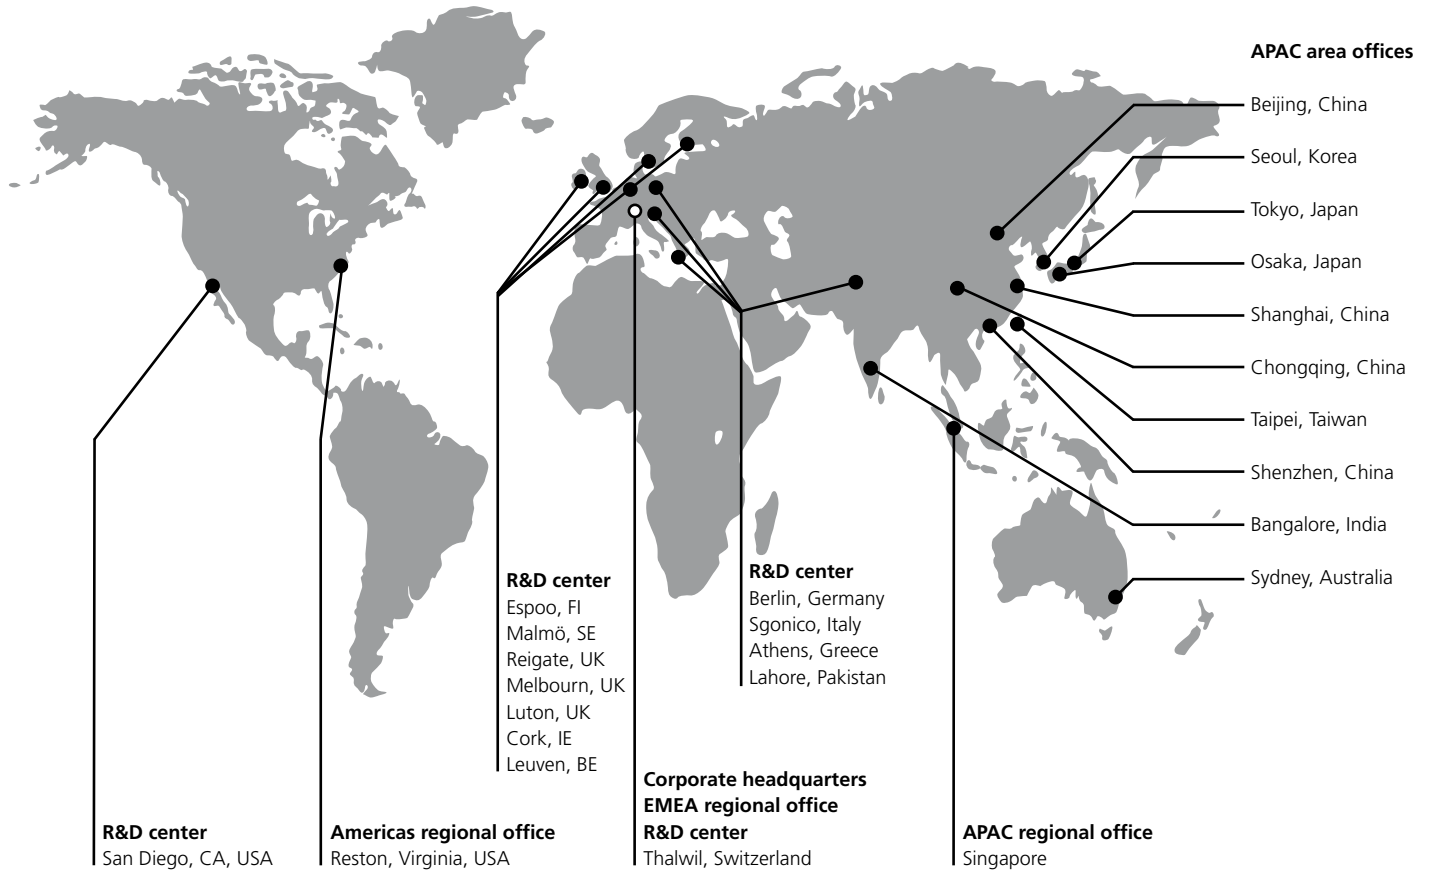 APAC area offices
Beijing, China
Seoul, Korea
Tokyo, Japan
Osaka, Japan
Shanghai, China
Chongqing, China
Taipei, Taiwan
Shenzhen, China
Bangalore, India
Sydney, Australia
R&D center
Espoo, FI
Malmö, SE
Reigate, UK
Melbourn, UK
Luton, UK
Cork, IE
Leuven, BE
R&D center
Berlin, Germany
Sgonico, Italy
Athens, Greece
Lahore, Pakistan
R&D center
San Diego, CA, USA
Americas regional office
Reston, Virginia, USA
Corporate headquarters
EMEA regional office
R&D center
Thalwil, Switzerland
APAC regional office
Singapore